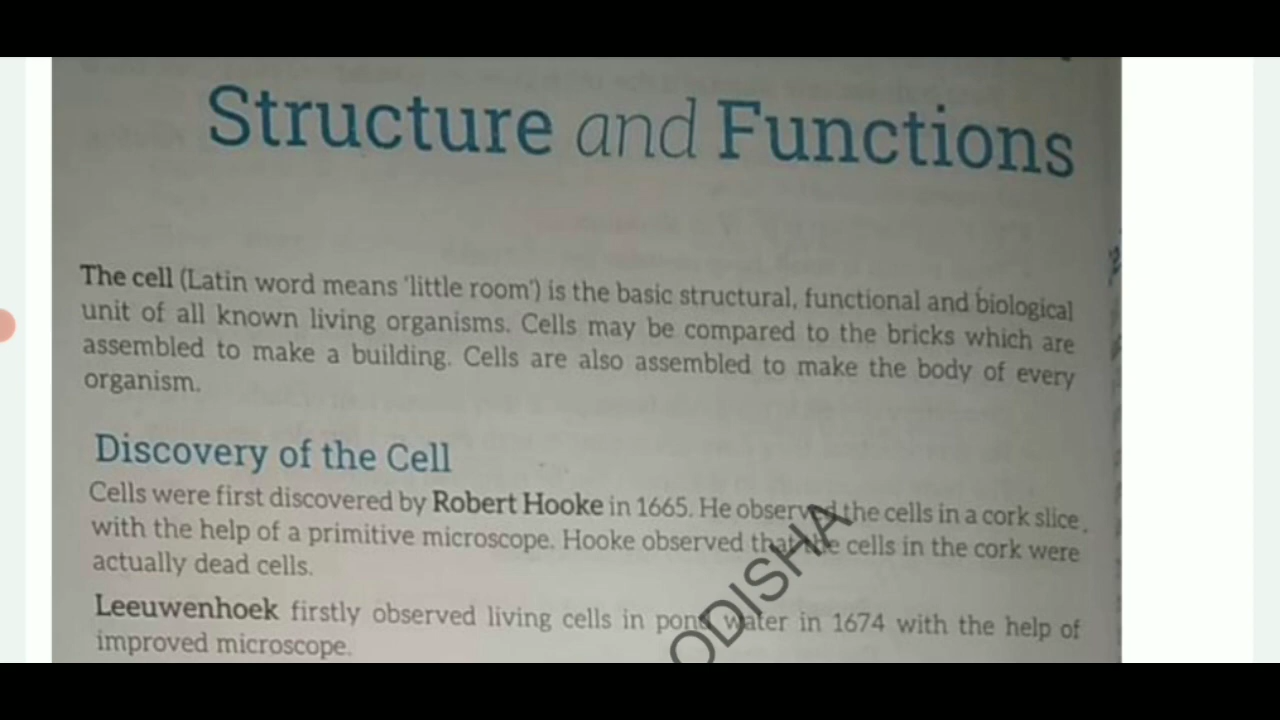 Structure and Functions
The cell (Latin word means 'little room') is the basic structural, functional and biological
unit of all known living organisms. Cells may be compared to the bricks which are
assembled to make a building. Cells are also assembled to make the body of every
organism.
Discovery of the Cell
Cells were first discovered by Robert Hooke in 1665. He observed the cells in a cork slice
with the help of a primitive microscope. Hooke observed that the cells in the cork were
actually dead cells.
Leeuwenhoek firstly observed living cells in pond water in 1674 with the help of
improved microscope.
ODISHA